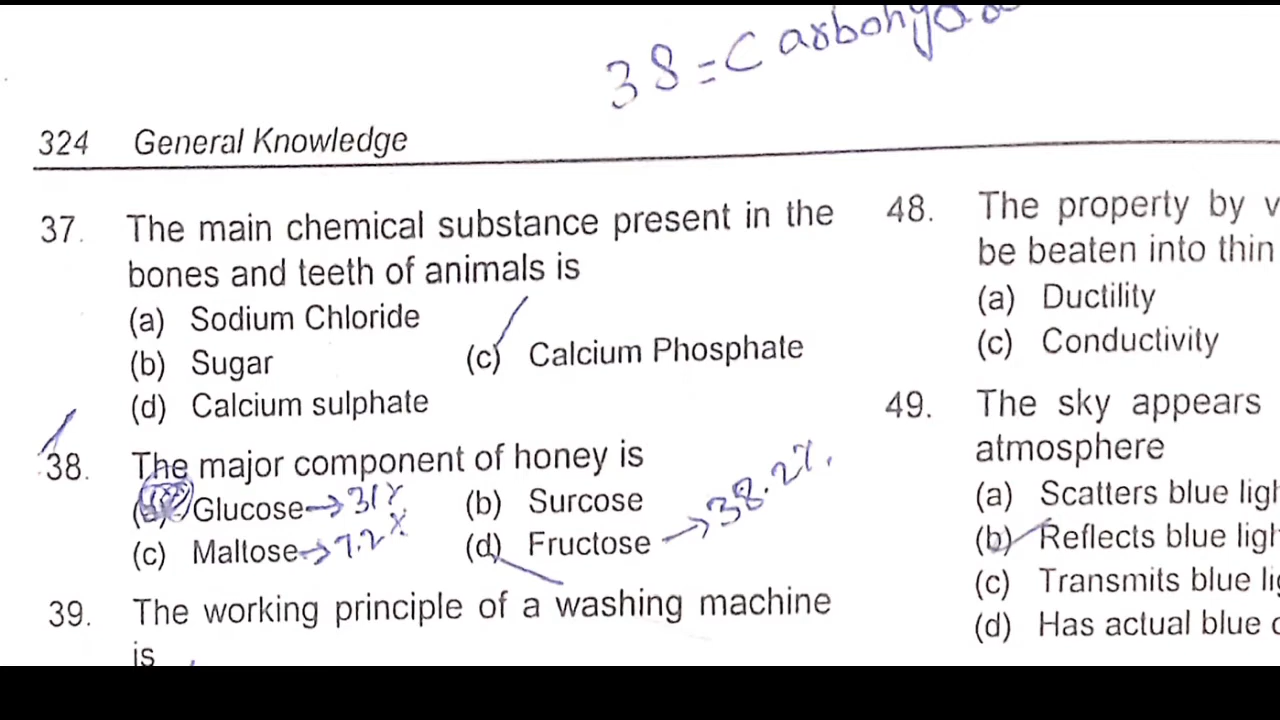 38 = Carbohyd
324 General Knowledge
37. The main chemical substance present in the
bones and teeth of animals is
(a) Sodium Chloride
(b) Sugar (c) Calcium Phosphate
(d) Calcium sulphate
38. The major component of honey is
Glucose → 31% (b) Surcose
(c) Maltose → 7.2% (d) Fructose → 38.2%.
39. The working principle of a washing machine
is
48. The property by
be beaten into thin
(a) Ductility
(c) Conductivity
49. The sky appears
atmosphere
(a) Scatters blue
(b) Reflects blue
(c) Transmits blue
(d) Has actual blue